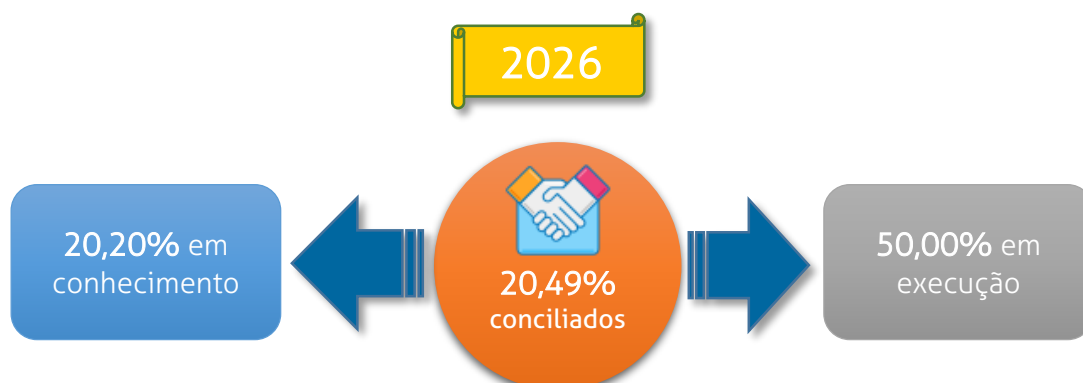 2026
20,20% em
conhecimento
20,49%
conciliados
50,00% em
execução